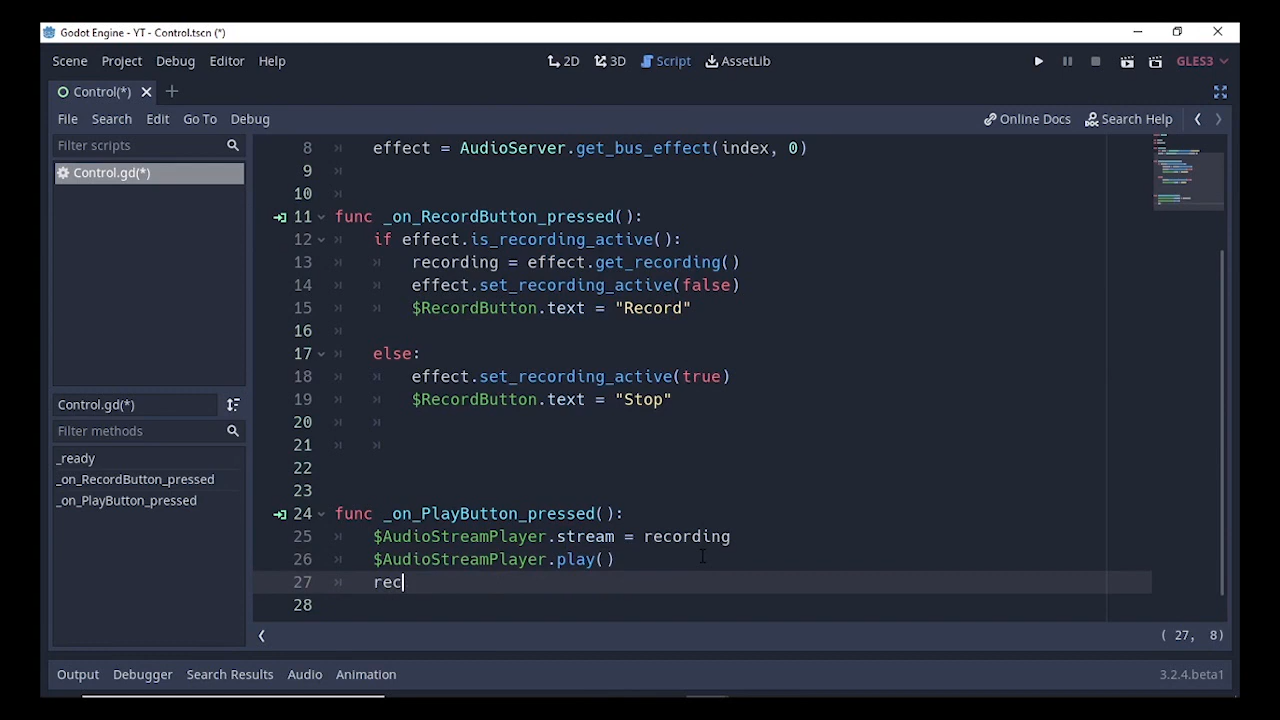 Godot Engine - YT - Control.tscn (*)
Scene Project Debug Editor Help 2D 3D Script AssetLib GLES3
Control(*)
File Search Edit Go To Debug Online Docs Search Help
Filter scripts
Control.gd(*)
Control.gd(*)
Filter methods
_ready
_on_RecordButton_pressed
_on_PlayButton_pressed
8 effect = AudioServer.get_bus_effect(index, 0)
9
10
11 func _on_RecordButton_pressed():
12 if effect.is_recording_active():
13 recording = effect.get_recording()
14 effect.set_recording_active(false)
15 $RecordButton.text = "Record"
16
17 else:
18 effect.set_recording_active(true)
19 $RecordButton.text = "Stop"
20
21
22
23
24 func _on_PlayButton_pressed():
25 $AudioStreamPlayer.stream = recording
26 $AudioStreamPlayer.play()
27 rec
28
( 27, 8)
Output Debugger Search Results Audio Animation 3.2.4.beta1